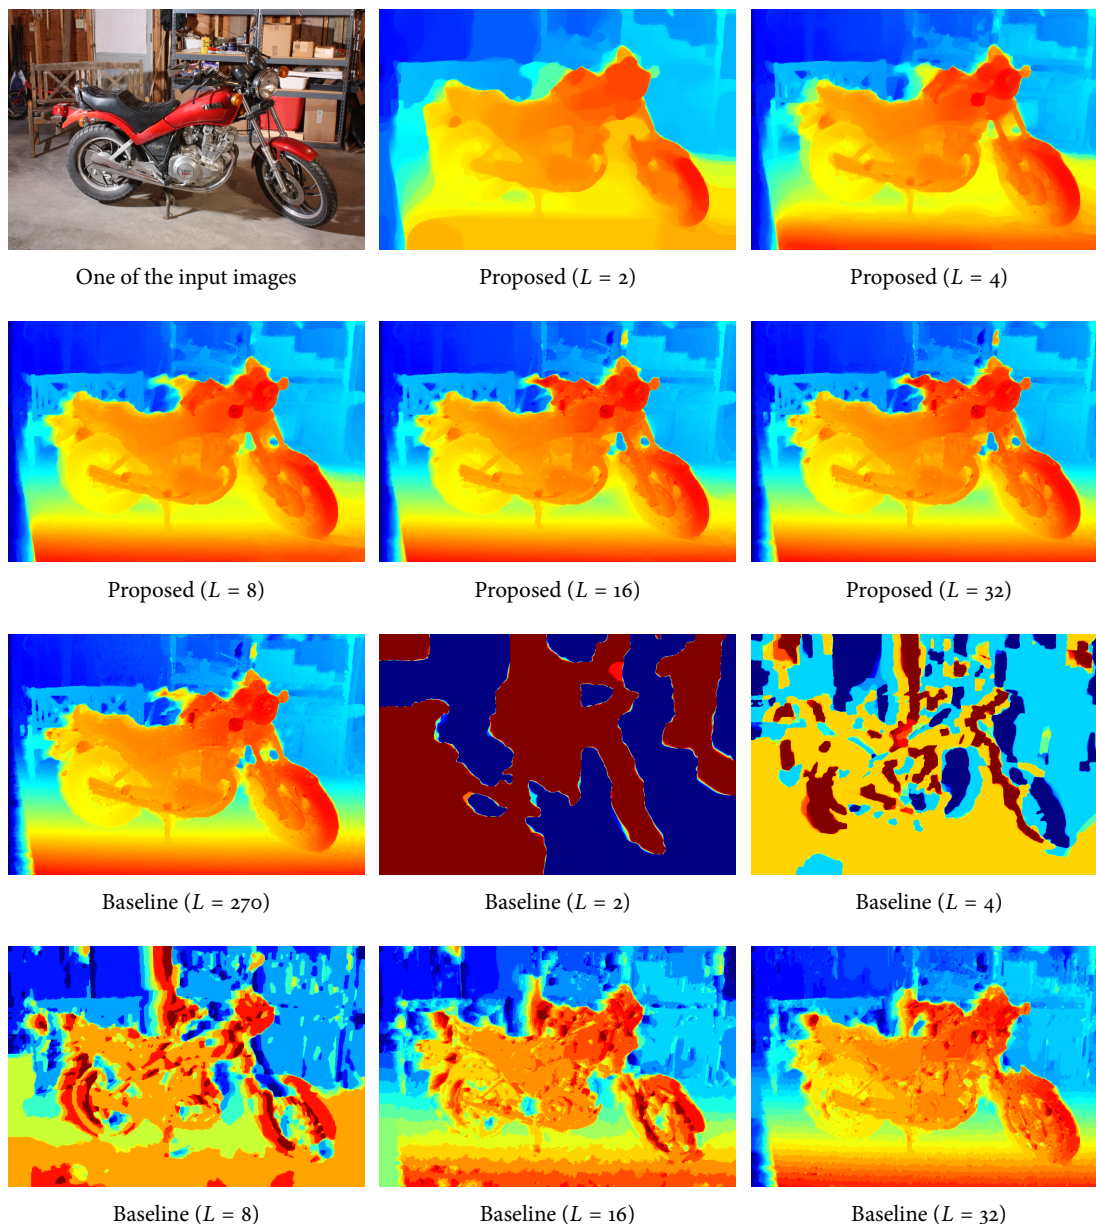 One of the input images
Proposed (L = 2)
Proposed (L = 4)
Proposed (L = 8)
Proposed (L = 16)
Proposed (L = 32)
Baseline (L = 270)
Baseline (L = 2)
Baseline (L = 4)
Baseline (L = 8)
Baseline (L = 16)
Baseline (L = 32)